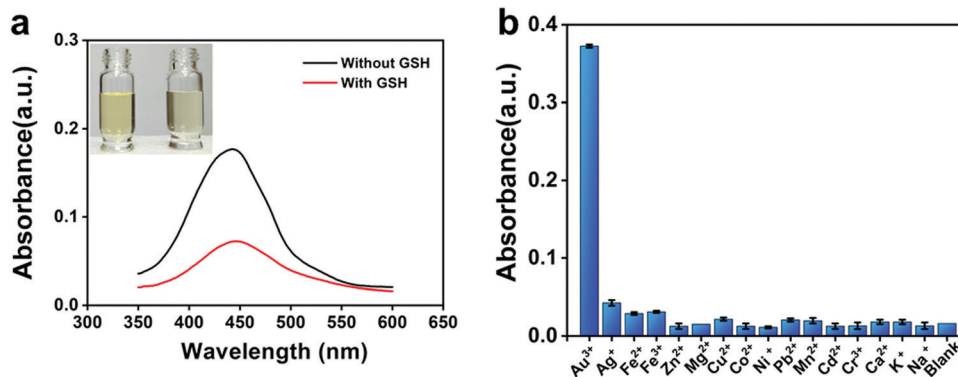 a
0.3
0.2
0.1
0.0
Absorbance(a.u.)
300 350 400 450 500 550 600 650
Wavelength (nm)
Without GSH
With GSH
b
0.4
0.3
0.2
0.1
0.0
Absorbance(a.u.)
Au³⁺ Ag⁺ Fe²⁺ Fe³⁺ Zn²⁺ Mg²⁺ Cu²⁺ Co²⁺ Ni⁺ Pb²⁺ Mn²⁺ Cd²⁺ Cr³⁺ Ca²⁺ K⁺ Na⁺ Blank